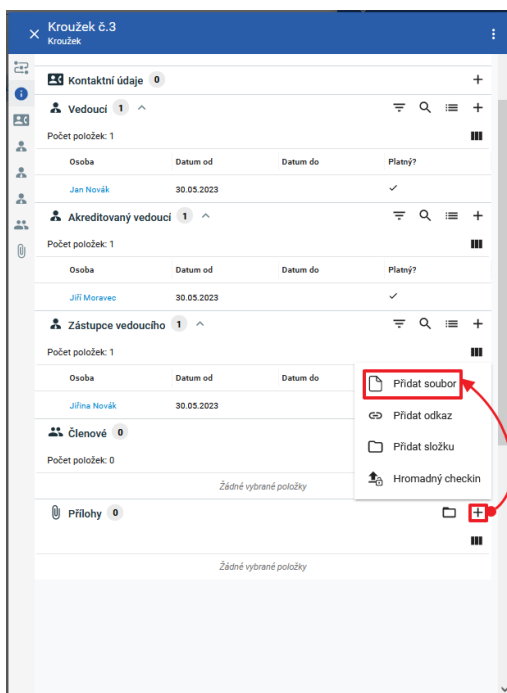 Kroužek č.3
Kroužek
Kontaktní údaje 0
Vedoucí 1
Počet položek: 1
Osoba Datum od Datum do Platný?
Jan Novák 30.05.2023
Akreditovaný vedoucí 1
Počet položek: 1
Osoba Datum od Datum do Platný?
Jiří Moravec 30.05.2023
Zástupce vedoucího 1
Počet položek: 1
Osoba Datum od Datum do
Jiřina Novák 30.05.2023
Přidat soubor
Přidat odkaz
Přidat složku
Hromadný checkin
Členové 0
Počet položek: 0
Žádné vybrané položky
Přílohy 0
Žádné vybrané položky